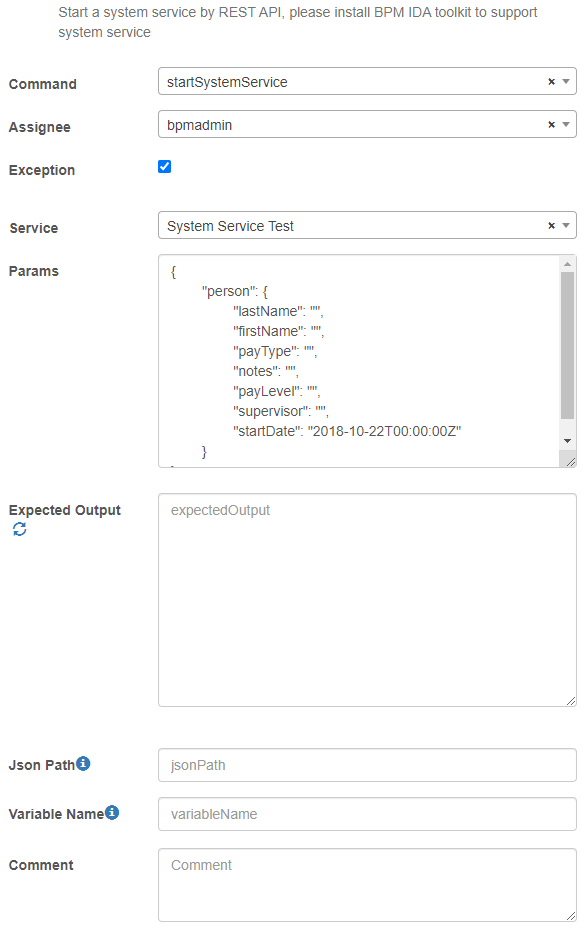 Start a system service by REST API, please install BPM IDA toolkit to support
system service
Command
startSystemService
Assignee
bpmadmin
Exception
Service
System Service Test
Params
{
"person": {
"lastName": "",
"firstName": "",
"payType": "",
"notes": "",
"payLevel": "",
"supervisor": "",
"startDate": "2018-10-22T00:00:00Z"
}
Expected Output
expectedOutput
Json Path
jsonPath
Variable Name
variableName
Comment
Comment